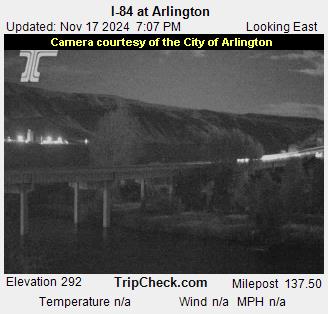 I-84 at Arlington
Updated: Nov 17 2024 7:07 PM Looking East
Camera courtesy of the City of Arlington
Elevation 292 TripCheck.com Milepost 137.50
Temperature n/a Wind n/a MPH n/a